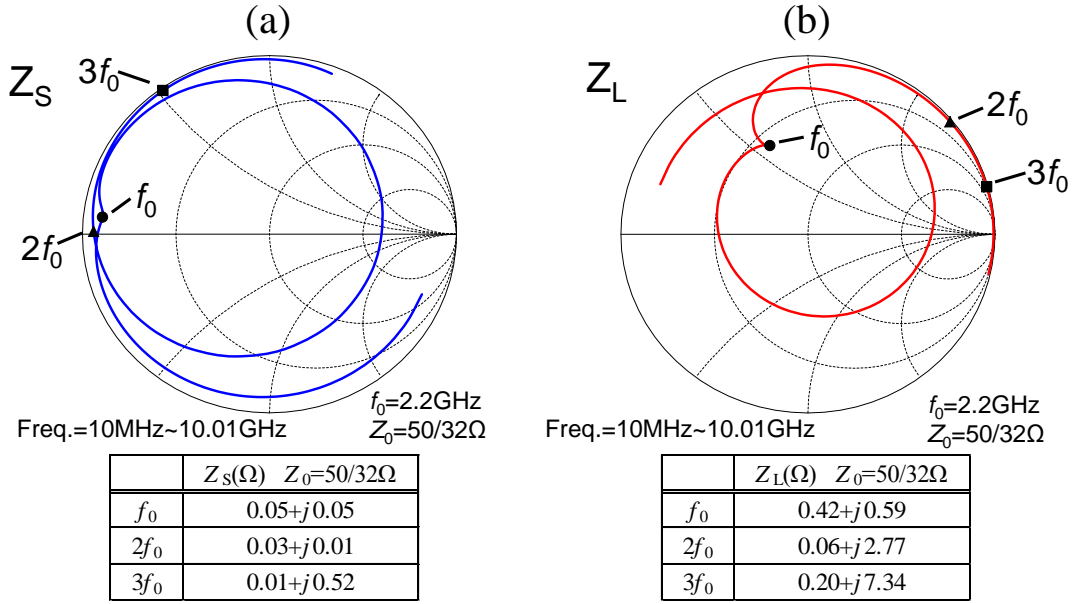 (a)
(b)
Z_S
3f_0
f_0
2f_0
f_0=2.2GHz
Freq.=10MHz~10.01GHz
Z_0=50/32Ω
Z_L
2f_0
f_0
3f_0
f_0=2.2GHz
Freq.=10MHz~10.01GHz
Z_0=50/32Ω
Z_S(Ω) Z_0=50/32Ω
f_0 0.05+j0.05
2f_0 0.03+j0.01
3f_0 0.01+j0.52
Z_L(Ω) Z_0=50/32Ω
f_0 0.42+j0.59
2f_0 0.06+j2.77
3f_0 0.20+j7.34